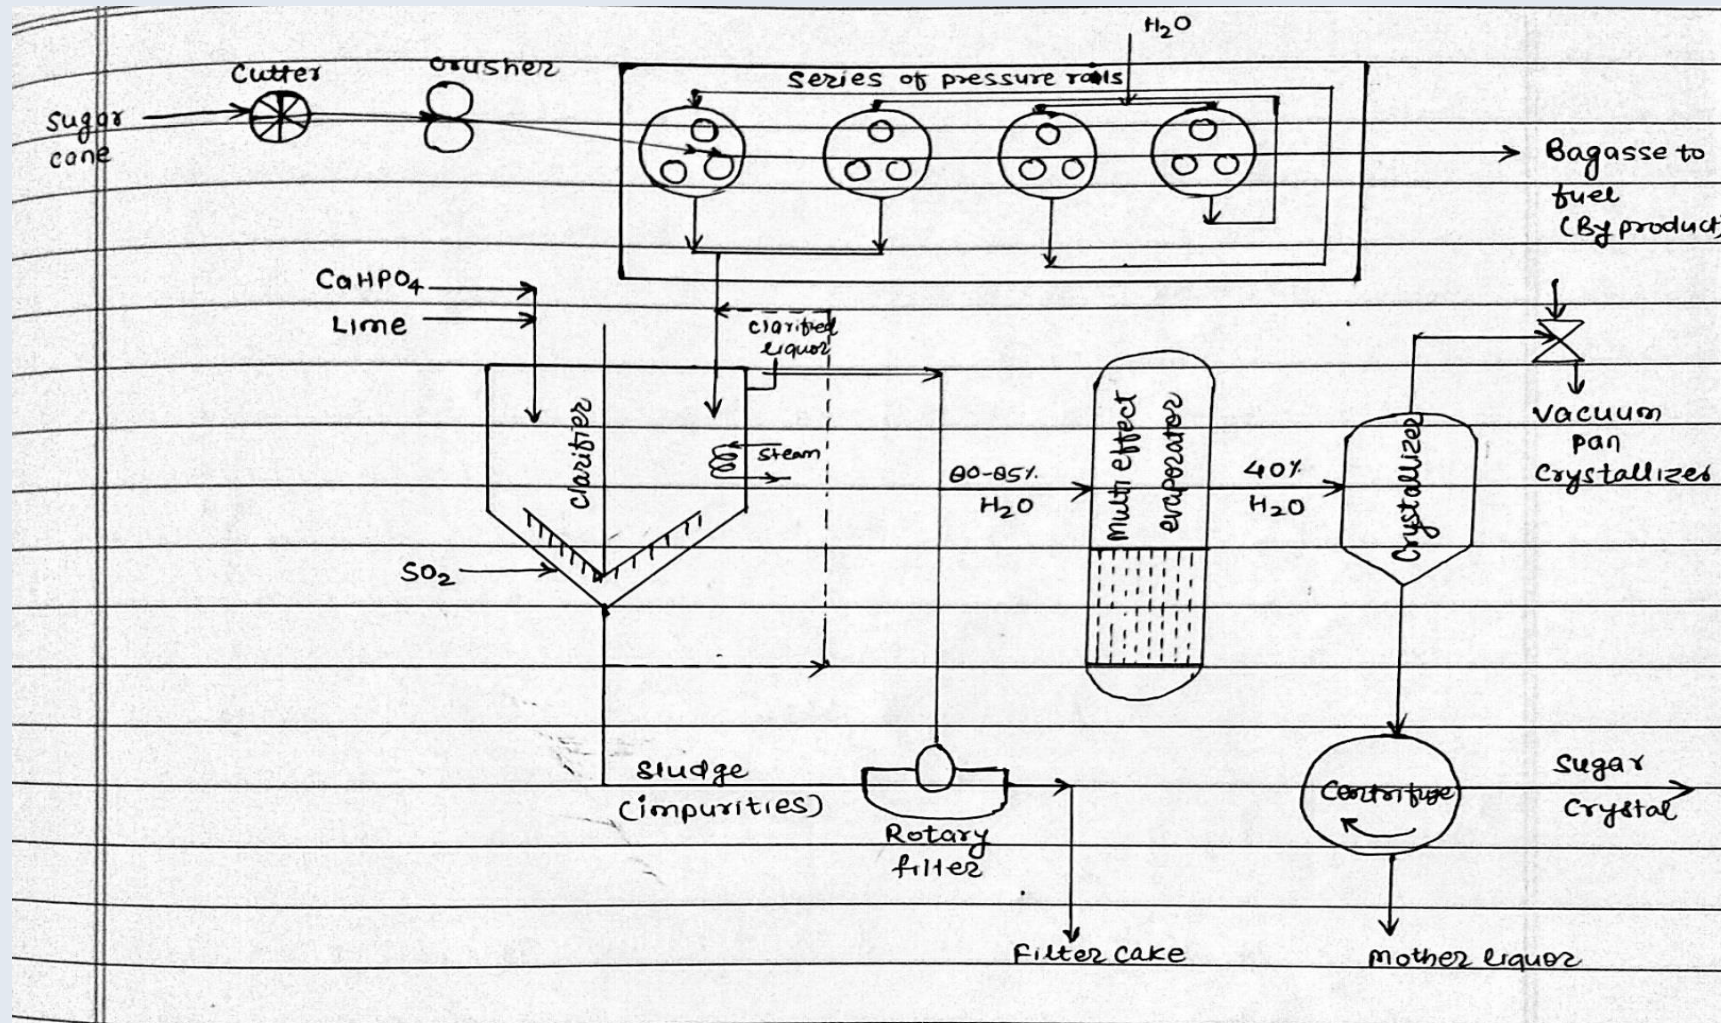 H₂O
Cutter
Crusher
Series of pressure rolls
Sugar
cane
Bagasse to
fuel
(By product)
CaHPO₄
Lime
clarified
liquor
clarifier
Steam
SO₂
80-85%
H₂O
Multi effect
evaporator
40%
H₂O
Crystallizer
Vacuum
pan
Crystallizer
Sludge
(impurities)
Rotary
filter
Filter cake
Centrifuge
Sugar
Crystal
Mother liquor